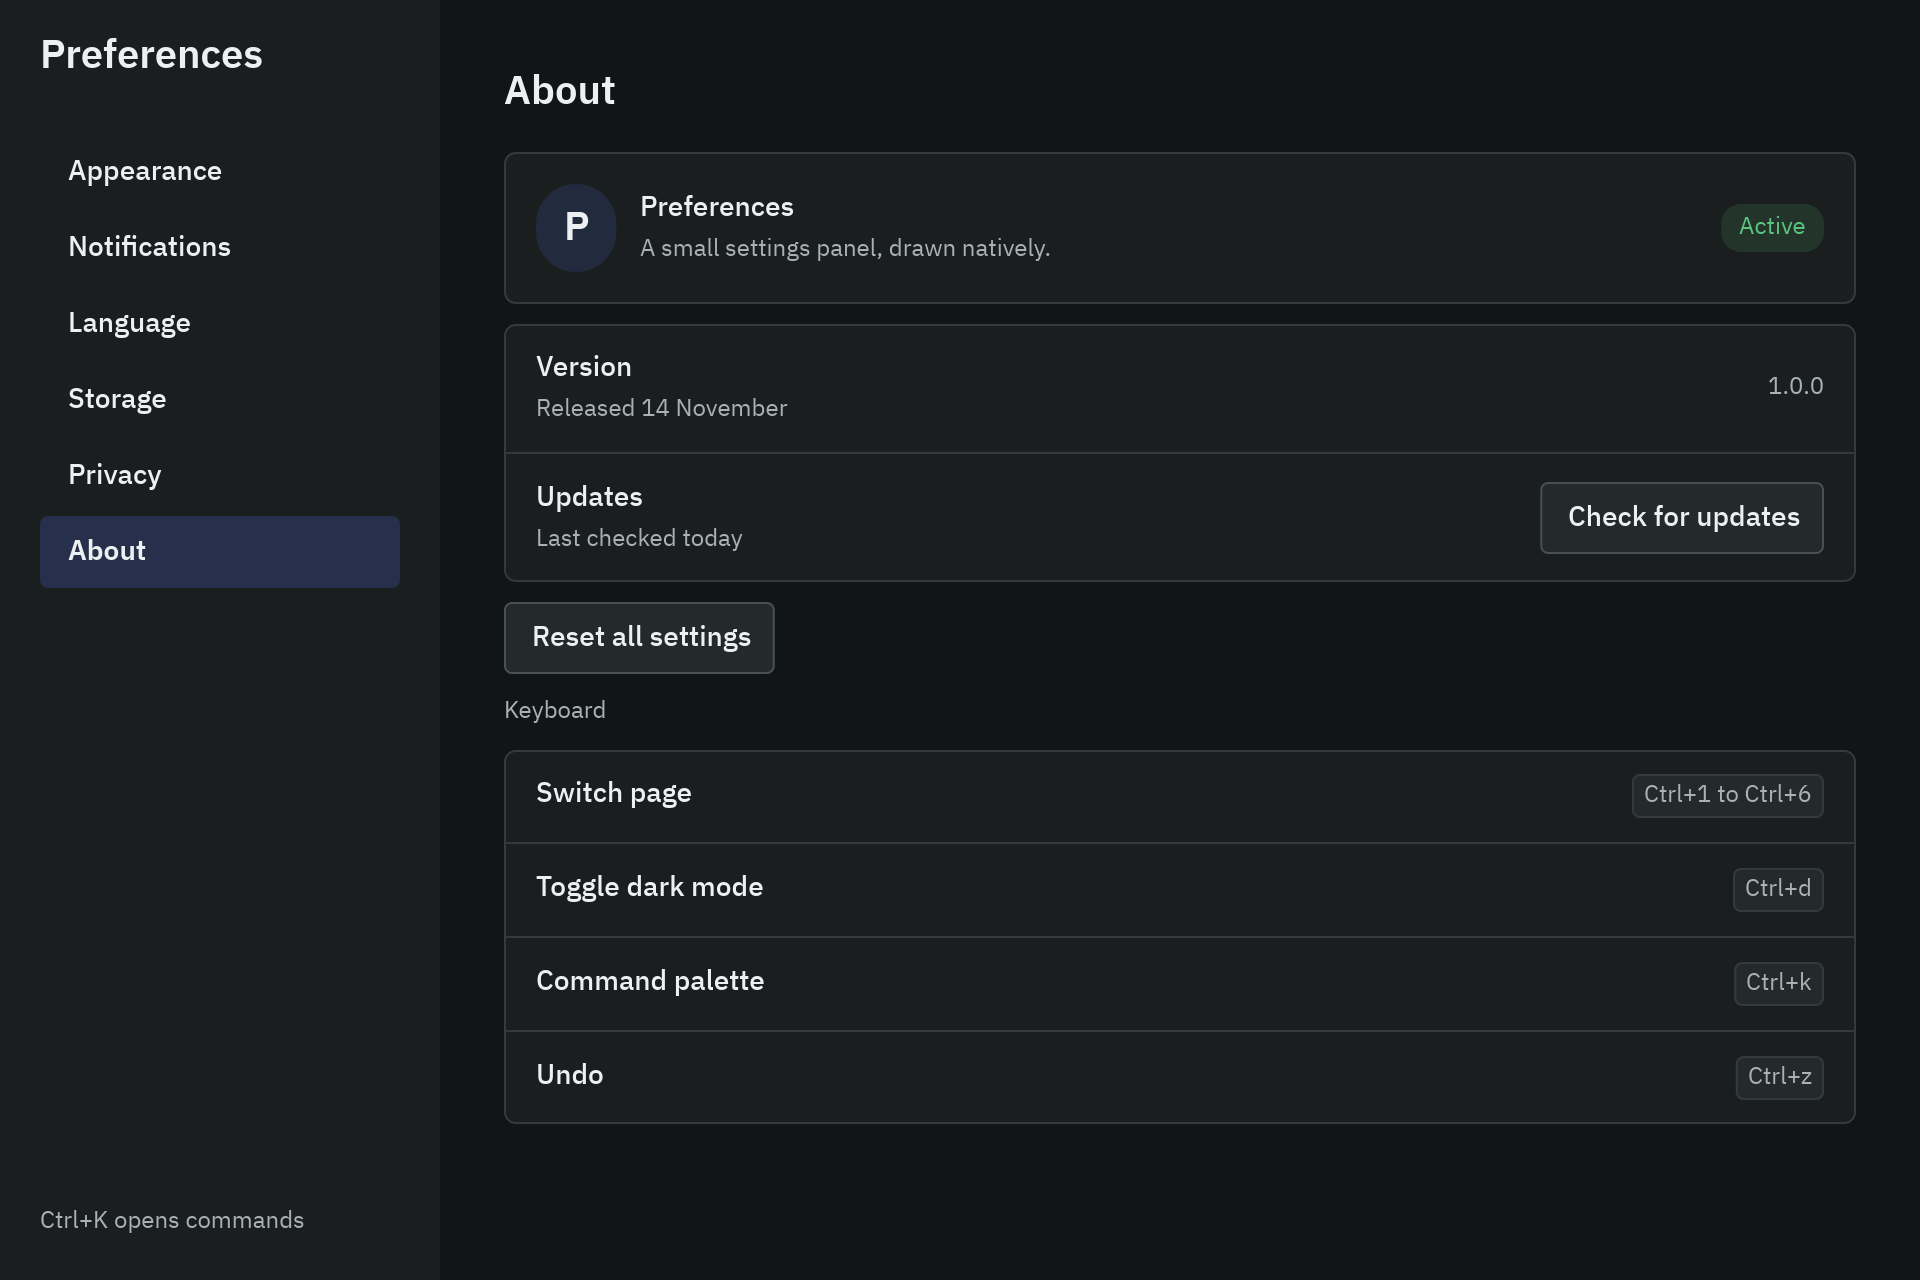 Preferences
Appearance
Notifications
Language
Storage
Privacy
About
Ctrl+K opens commands
About
P
Preferences
A small settings panel, drawn natively.
Active
Version
Released 14 November
1.0.0
Updates
Last checked today
Check for updates
Reset all settings
Keyboard
Switch page
Ctrl+1 to Ctrl+6
Toggle dark mode
Ctrl+d
Command palette
Ctrl+k
Undo
Ctrl+z